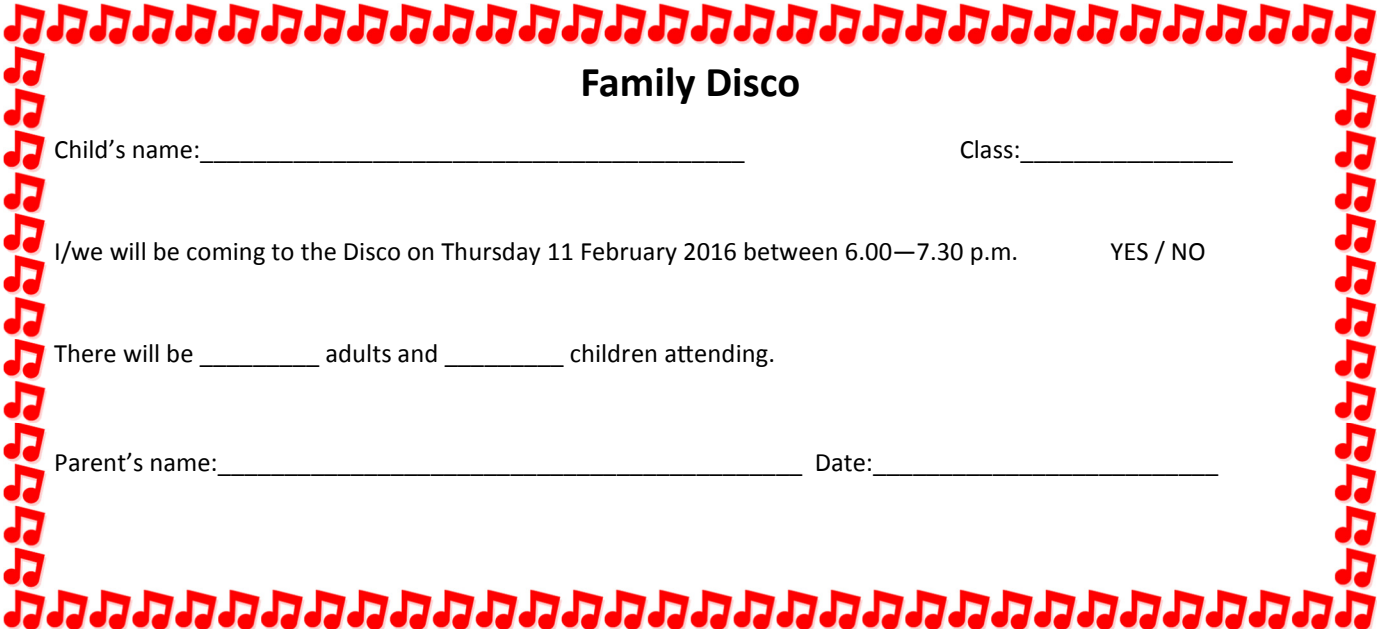 Family Disco
Child’s name:_________________________________________ Class:________________
I/we will be coming to the Disco on Thursday 11 February 2016 between 6.00—7.30 p.m. YES / NO
There will be _________ adults and _________ children attending.
Parent’s name:____________________________________________ Date:__________________________